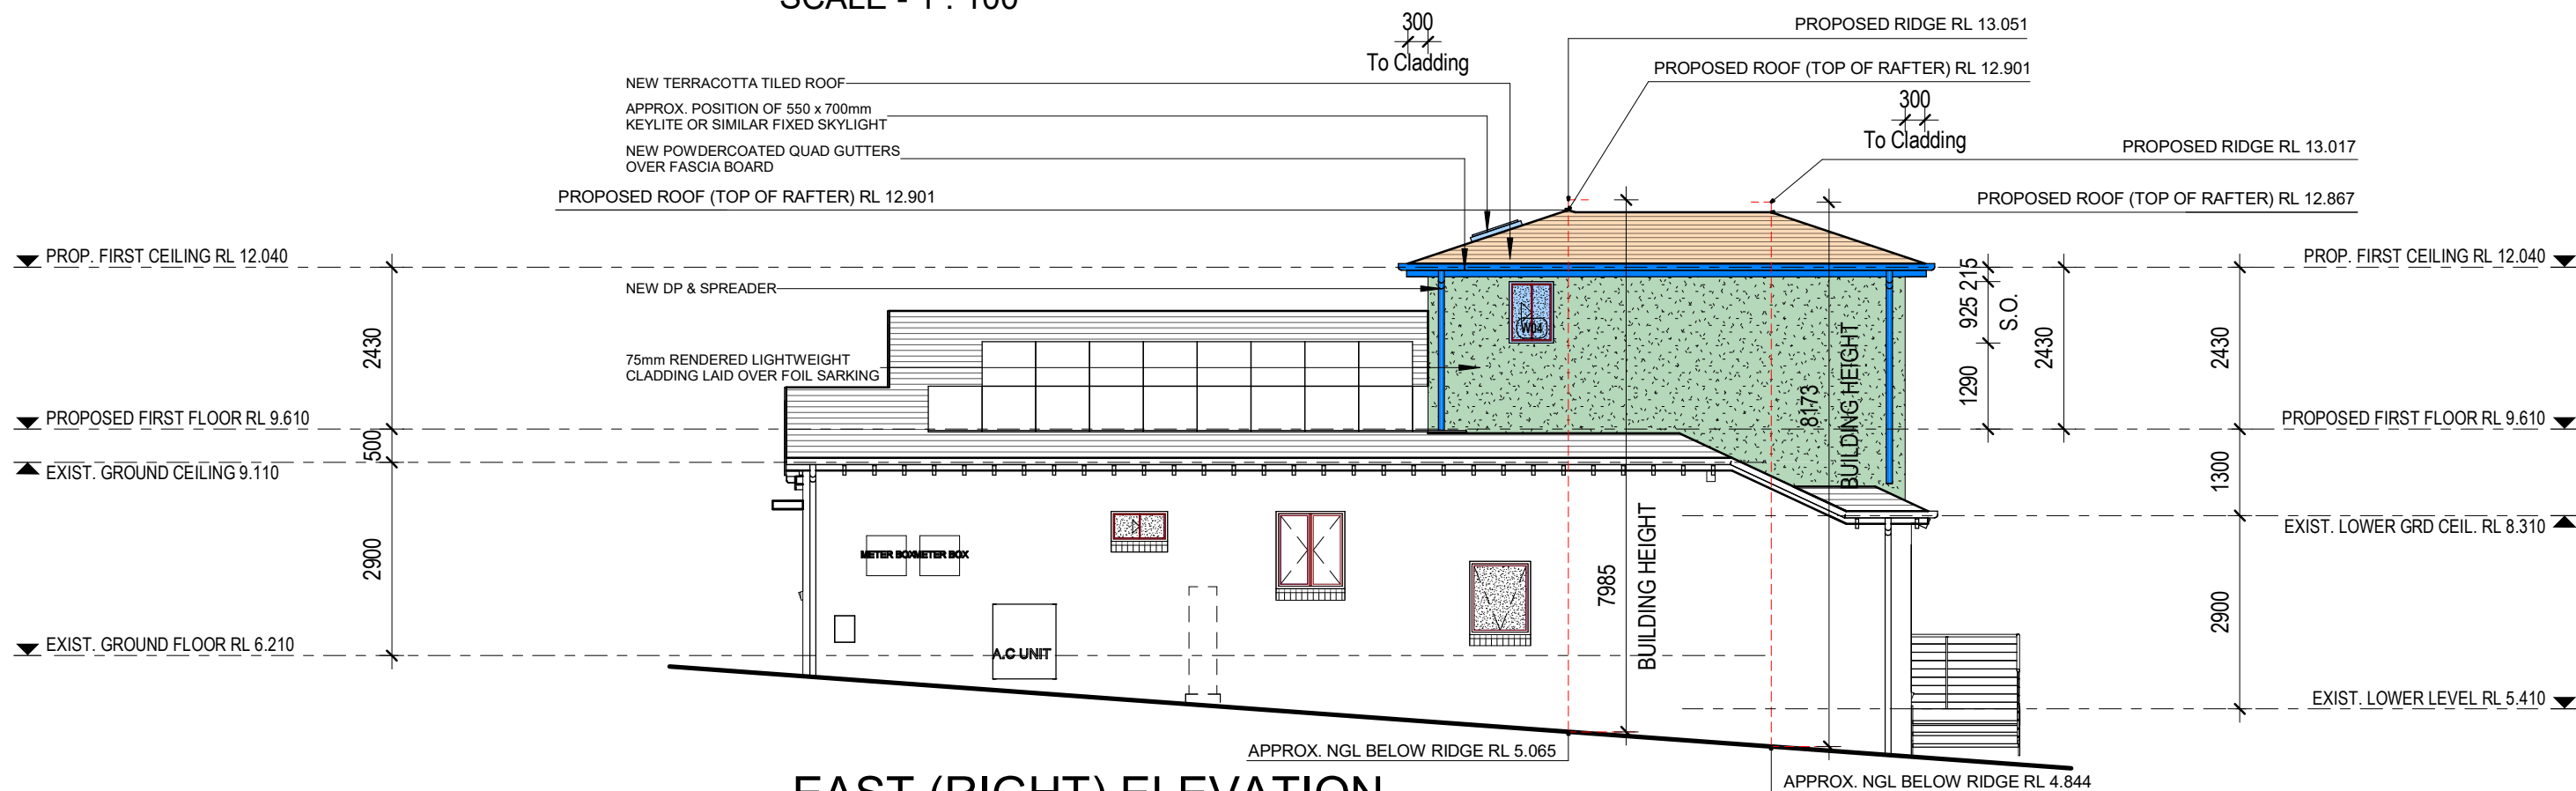 SCALE - 1 : 100
300
To Cladding
PROPOSED RIDGE RL 13.051
PROPOSED ROOF (TOP OF RAFTER) RL 12.901
NEW TERRACOTTA TILED ROOF
APPROX. POSITION OF 550 x 700mm
KEYLITE OR SIMILAR FIXED SKYLIGHT
300
To Cladding
NEW POWDERCOATED QUAD GUTTERS
OVER FASCIA BOARD
PROPOSED RIDGE RL 13.017
PROPOSED ROOF (TOP OF RAFTER) RL 12.901
PROPOSED ROOF (TOP OF RAFTER) RL 12.867
PROP. FIRST CEILING RL 12.040
PROP. FIRST CEILING RL 12.040
NEW DP & SPREADER
W04
215
925
S.O.
1290
2430
2430
2430
75mm RENDERED LIGHTWEIGHT
CLADDING LAID OVER FOIL SARKING
8173
BUILDING HEIGHT
PROPOSED FIRST FLOOR RL 9.610
PROPOSED FIRST FLOOR RL 9.610
500
EXIST. GROUND CEILING 9.110
1300
EXIST. LOWER GRD CEIL. RL 8.310
METER BOX
METER BOX
2900
7985
BUILDING HEIGHT
2900
EXIST. GROUND FLOOR RL 6.210
A.C UNIT
EXIST. LOWER LEVEL RL 5.410
APPROX. NGL BELOW RIDGE RL 5.065
APPROX. NGL BELOW RIDGE RL 4.844
EAST (RIGHT) ELEVATION